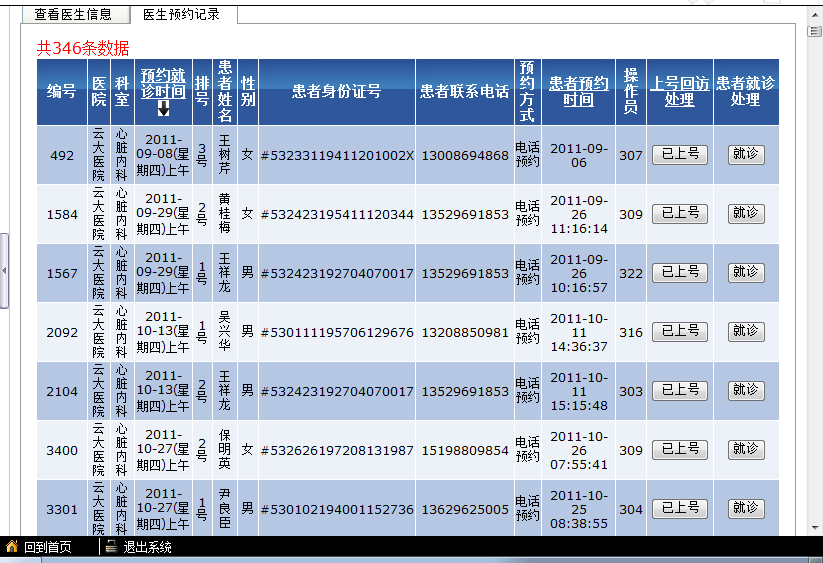 查看医生信息 医生预约记录
共346条数据
编号 医院 科室 预约就诊时间 排号 患者姓名 性别 患者身份证号 患者联系电话 预约方式 患者预约时间 操作员 上号回访处理 患者就诊处理
492 云大医院 心脏内科 2011-09-08(星期四)上午 3号 王树芹 女 #53233119411201002X 13008694868 电话预约 2011-09-06 307 已上号 就诊
1584 云大医院 心脏内科 2011-09-29(星期四)上午 2号 黄桂梅 女 #532423195411120344 13529691853 电话预约 2011-09-26 11:16:14 309 已上号 就诊
1567 云大医院 心脏内科 2011-09-29(星期四)上午 1号 王祥龙 男 #532423192704070017 13529691853 电话预约 2011-09-26 10:16:57 322 已上号 就诊
2092 云大医院 心脏内科 2011-10-13(星期四)上午 1号 吴兴华 男 #530111195706129676 13208850981 电话预约 2011-10-11 14:36:37 316 已上号 就诊
2104 云大医院 心脏内科 2011-10-13(星期四)上午 2号 王祥龙 男 #532423192704070017 13529691853 电话预约 2011-10-11 15:15:48 303 已上号 就诊
3400 云大医院 心脏内科 2011-10-27(星期四)上午 2号 保明英 女 #532626197208131987 15198809854 电话预约 2011-10-26 07:55:41 309 已上号 就诊
3301 云大医院 心脏内科 2011-10-27(星期四)上午 1号 尹良臣 男 #530102194001152736 13629625005 电话预约 2011-10-25 08:38:55 304 已上号 就诊
回到首页 退出系统